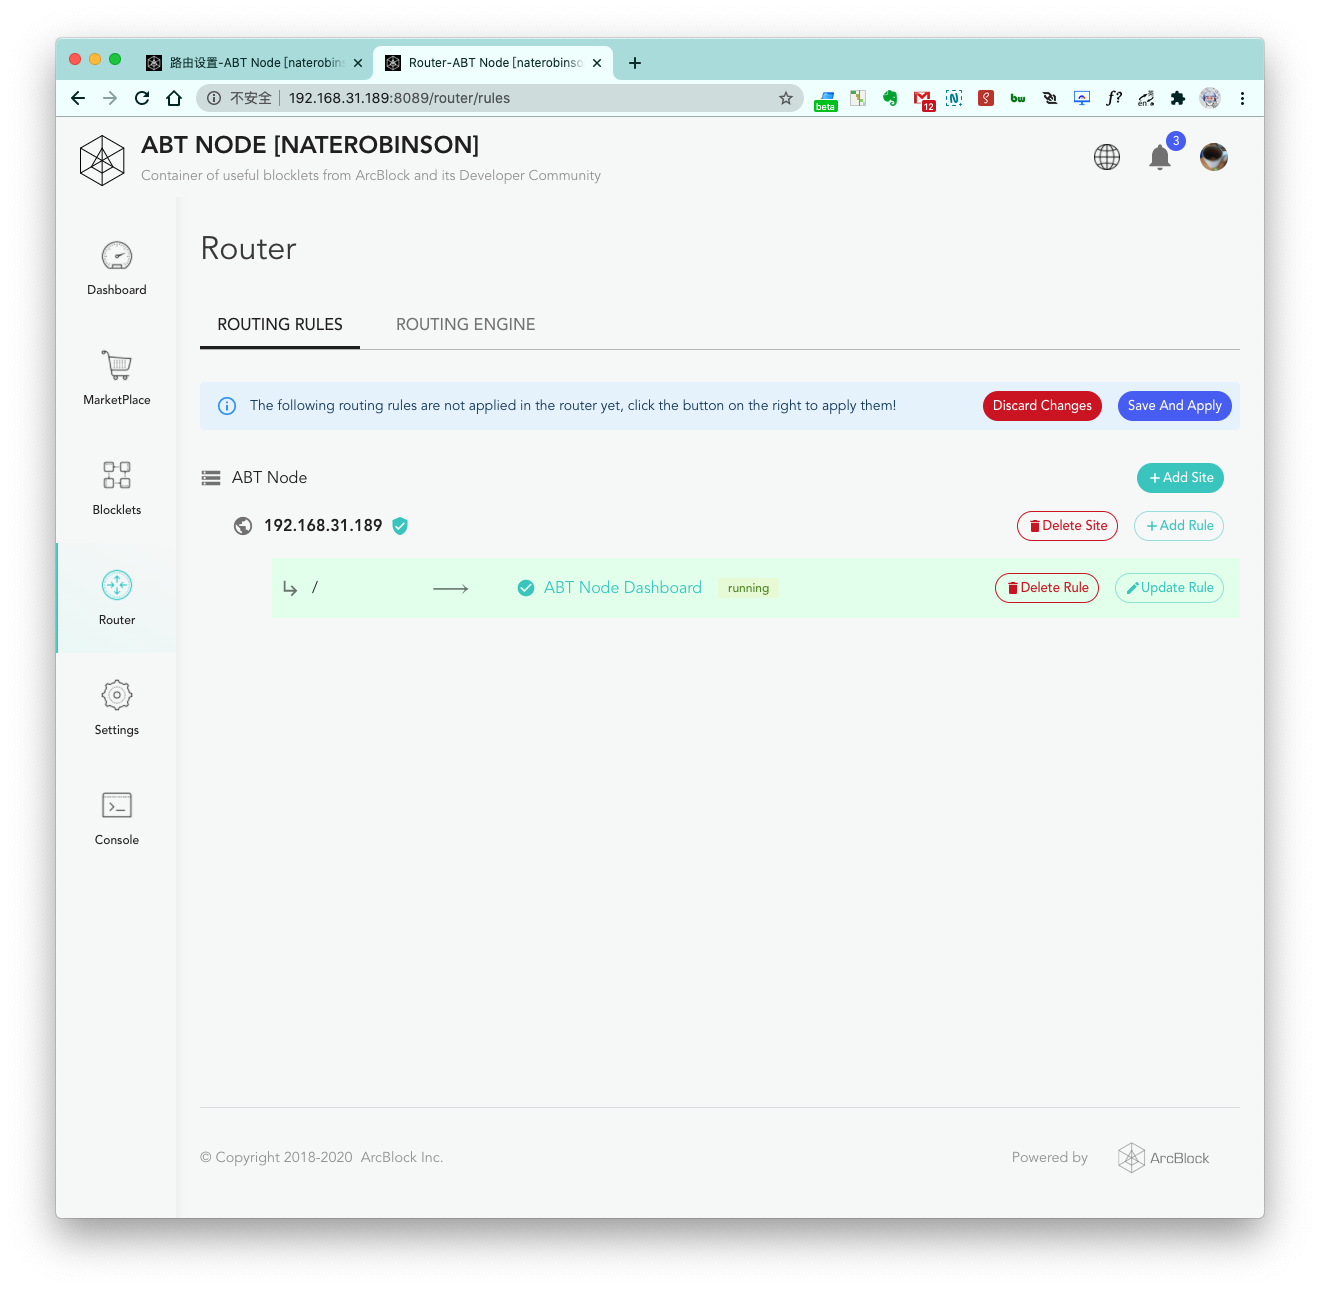 路由设置-ABT Node [naterobins
Router-ABT Node [naterobinso
不安全
192.168.31.189:8089/router/rules
beta
12
bw
f?
en
ABT NODE [NATEROBINSON]
Container of useful blocklets from ArcBlock and its Developer Community
3
Dashboard
MarketPlace
Blocklets
Router
Settings
Console
Router
ROUTING RULES
ROUTING ENGINE
The following routing rules are not applied in the router yet, click the button on the right to apply them!
Discard Changes
Save And Apply
ABT Node
+ Add Site
192.168.31.189
Delete Site
+ Add Rule
/
ABT Node Dashboard
running
Delete Rule
Update Rule
© Copyright 2018-2020 ArcBlock Inc.
Powered by
ArcBlock